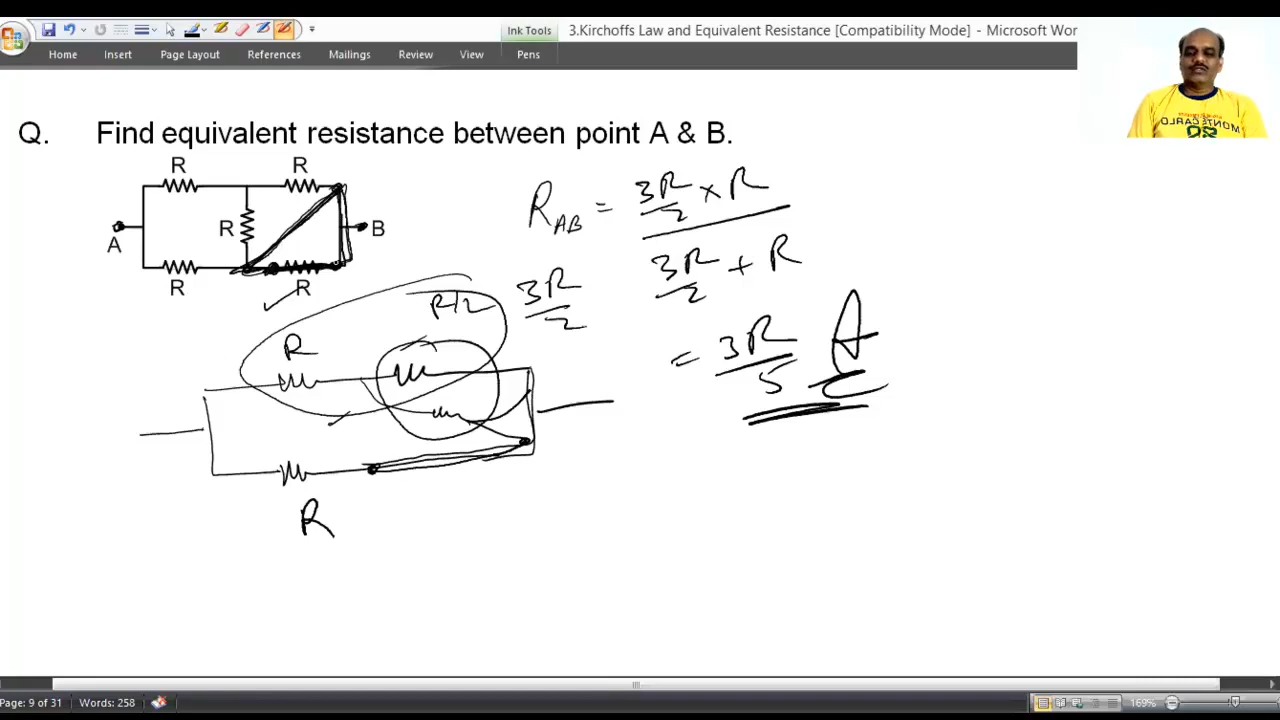 Ink Tools
3.Kirchoffs Law and Equivalent Resistance [Compatibility Mode] - Microsoft Wor
Home Insert Page Layout References Mailings Review View Pens
Q. Find equivalent resistance between point A & B.
R R
R
A B
R R
R_AB = (3R/2 × R) / (3R/2 + R)
= 3R/5
R/2 3R/2
R
R
Page: 9 of 31 Words: 258 169%